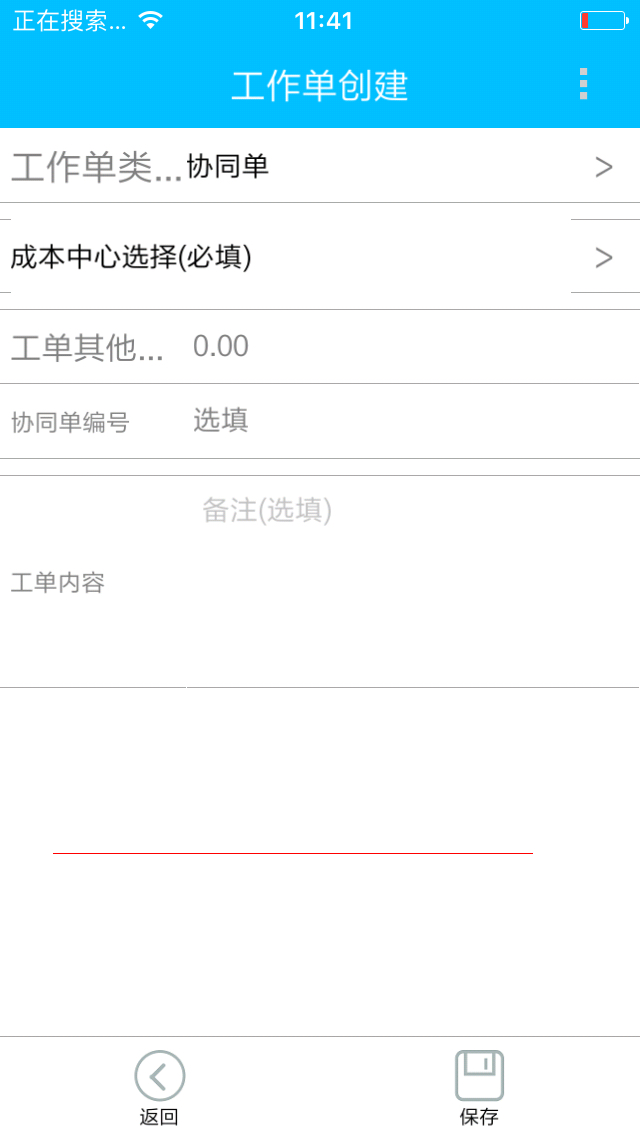 正在搜索... 11:41
工作单创建
工作单类... 协同单 >
成本中心选择(必填) >
工单其他... 0.00
协同单编号 选填
备注(选填)
工单内容
返回 保存